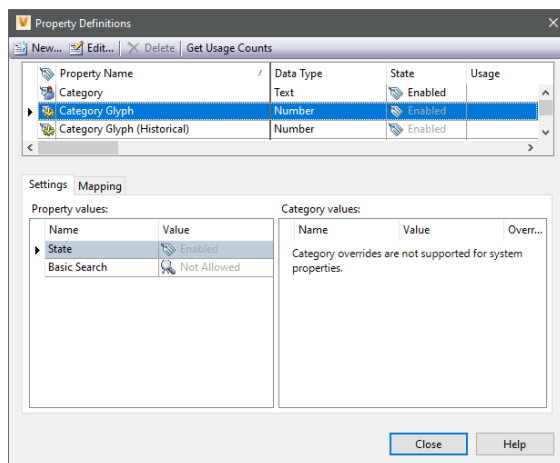 Property Definitions
New... Edit... Delete Get Usage Counts
Property Name / Data Type State Usage
Category Text Enabled
Category Glyph Number Enabled
Category Glyph (Historical) Number Enabled
Settings Mapping
Property values: Category values:
Name Value Name Value Overr...
State Enabled Category overrides are not supported for system
Basic Search Not Allowed properties.
Close Help